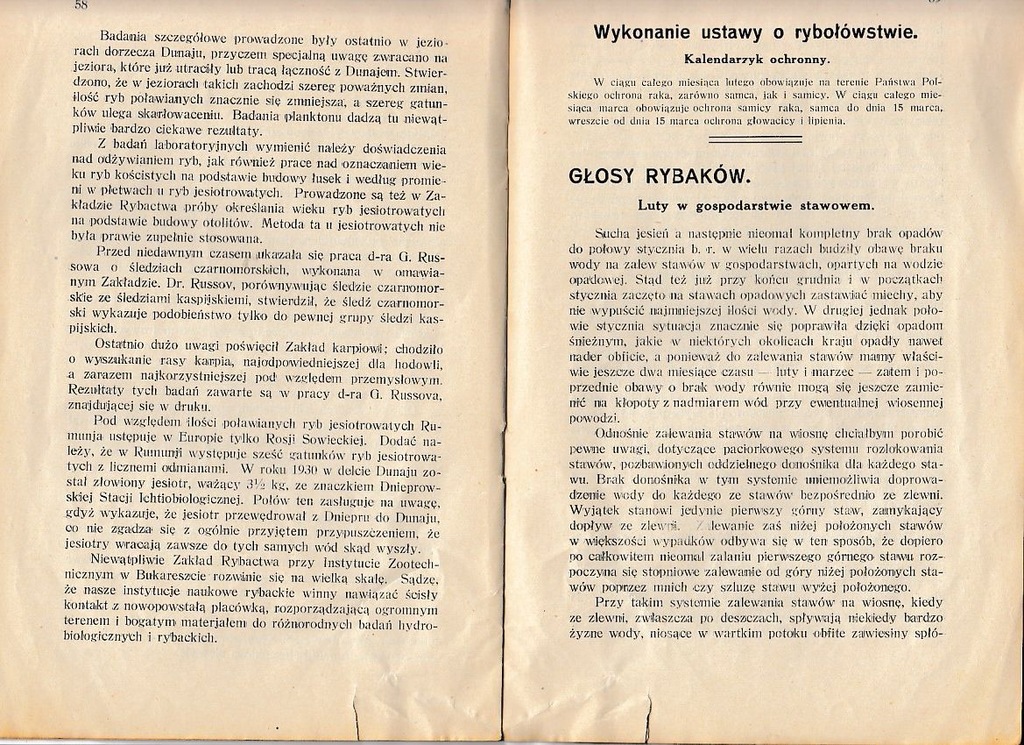 58
Badania szczegółowe prowadzone były ostatnio w jezio-
rach dorzecza Dunaju, przyczem specjalną uwagę zwracano na
jeziora, które już utraciły lub tracą łączność z Dunajem. Stwier-
dzono, że w jeziorach takich zachodzi szereg poważnych zmian,
ilość ryb poławianych znacznie się zmniejsza, a szereg gatun-
ków ulega skarłowaceniu. Badania planktonu dadzą tu niewąt-
pliwie bardzo ciekawe rezultaty.
Z badań laboratoryjnych wymienić należy doświadczenia
nad odżywianiem ryb, jak również prace nad oznaczaniem wie-
ku ryb kościstych na podstawie budowy łusek i według promie-
ni w płetwach u ryb jesiotrowatych. Prowadzone są też w Za-
kładzie Rybactwa próby określania wieku ryb jesiotrowatych
na podstawie budowy otolitów. Metoda ta u jesiotrowatych nie
była prawie zupełnie stosowana.
Przed niedawnym czasem ukazała się praca d-ra G. Rus-
sowa o śledziach czarnomorskich, wykonana w omawia-
nym Zakładzie. Dr. Russov, porównywując śledzie czarnomor-
skie ze śledziami kaspijskiemi, stwierdził, że śledź czarnomor-
ski wykazuje podobieństwo tylko do pewnej grupy śledzi kas-
pijskich.
Ostatnio dużo uwagi poświęcił Zakład karpiowi; chodziło
o wyszukanie rasy karpia, najodpowiedniejszej dla hodowli,
a zarazem najkorzystniejszej pod względem przemysłowym.
Rezultaty tych badań zawarte są w pracy d-ra G. Russova,
znajdującej się w druku.
Pod względem ilości poławianych ryb jesiotrowatych Ru-
munja ustępuje w Europie tylko Rosji Sowieckiej. Dodać na-
leży, że w Rumunji występuje sześć gatunków ryb jesiotrowa-
tych z licznemi odmianami. W roku 1930 w delcie Dunaju zo-
stał złowiony jesiotr, ważący 3½ kg, ze znaczkiem Dnieprow-
skiej Stacji Ichtiobiologicznej. Połów ten zasługuje na uwagę,
gdyż wykazuje, że jesiotr przewędrował z Dniepru do Dunaju,
co nie zgadza się z ogólnie przyjętem przypuszczeniem, że
jesiotry wracają zawsze do tych samych wód skąd wyszły.
Niewątpliwie Zakład Rybactwa przy Instytucie Zootech-
nicznym w Bukareszcie rozwinie się na wielką skalę. Sądzę,
że nasze instytucje naukowe rybackie winny nawiązać ścisły
kontakt z nowopowstałą placówką, rozporządzającą ogromnym
terenem i bogatym materjałem do różnorodnych badań hydro-
biologicznych i rybackich.
Wykonanie ustawy o rybołówstwie.
Kalendarzyk ochronny.
W ciągu całego miesiąca lutego obowiązuje na terenie Państwa Pol-
skiego ochrona raka, zarówno samca, jak i samicy. W ciągu całego mie-
siąca marca obowiązuje ochrona samicy raka, samca do dnia 15 marca,
wreszcie od dnia 15 marca ochrona głowacicy i lipienia.
GŁOSY RYBAKÓW.
Luty w gospodarstwie stawowem.
Sucha jesień a następnie nieomal kompletny brak opadów
do połowy stycznia b. r. w wielu razach budziły obawę braku
wody na zalew stawów w gospodarstwach, opartych na wodzie
opadowej. Stąd też już przy końcu grudnia i w początkach
stycznia zaczęto na stawach opadowych zastawiać mnichy, aby
nie wypuścić najmniejszej ilości wody. W drugiej jednak poło-
wie stycznia sytuacja znacznie się poprawiła dzięki opadom
śnieżnym, jakie w niektórych okolicach kraju opadły nawet
nader obficie, a ponieważ do zalewania stawów mamy właści-
wie jeszcze dwa miesiące czasu — luty i marzec — zatem i po-
przednie obawy o brak wody równie mogą się jeszcze zamie-
nić na kłopoty z nadmiarem wód przy ewentualnej wiosennej
powodzi.
Odnośnie zalewania stawów na wiosnę chciałbym porobić
pewne uwagi, dotyczące paciorkowego systemu rozlokowania
stawów, pozbawionych oddzielnego donośnika dla każdego sta-
wu. Brak donośnika w tym systemie uniemożliwia doprowa-
dzenie wody do każdego ze stawów bezpośrednio ze zlewni.
Wyjątek stanowi jedynie pierwszy górny staw, zamykający
dopływ ze zlewni. Zalewanie zaś niżej położonych stawów
w większości wypadków odbywa się w ten sposób, że dopiero
po całkowitem nieomal zalaniu pierwszego górnego stawu roz-
poczyna się stopniowe zalewanie od góry niżej położonych sta-
wów poprzez mnich czy szluzę stawu wyżej położonego.
Przy takim systemie zalewania stawów na wiosnę, kiedy
ze zlewni, zwłaszcza po deszczach, spływają niekiedy bardzo
żyzne wody, niosące w wartkim potoku obfite zawiesiny spłó-